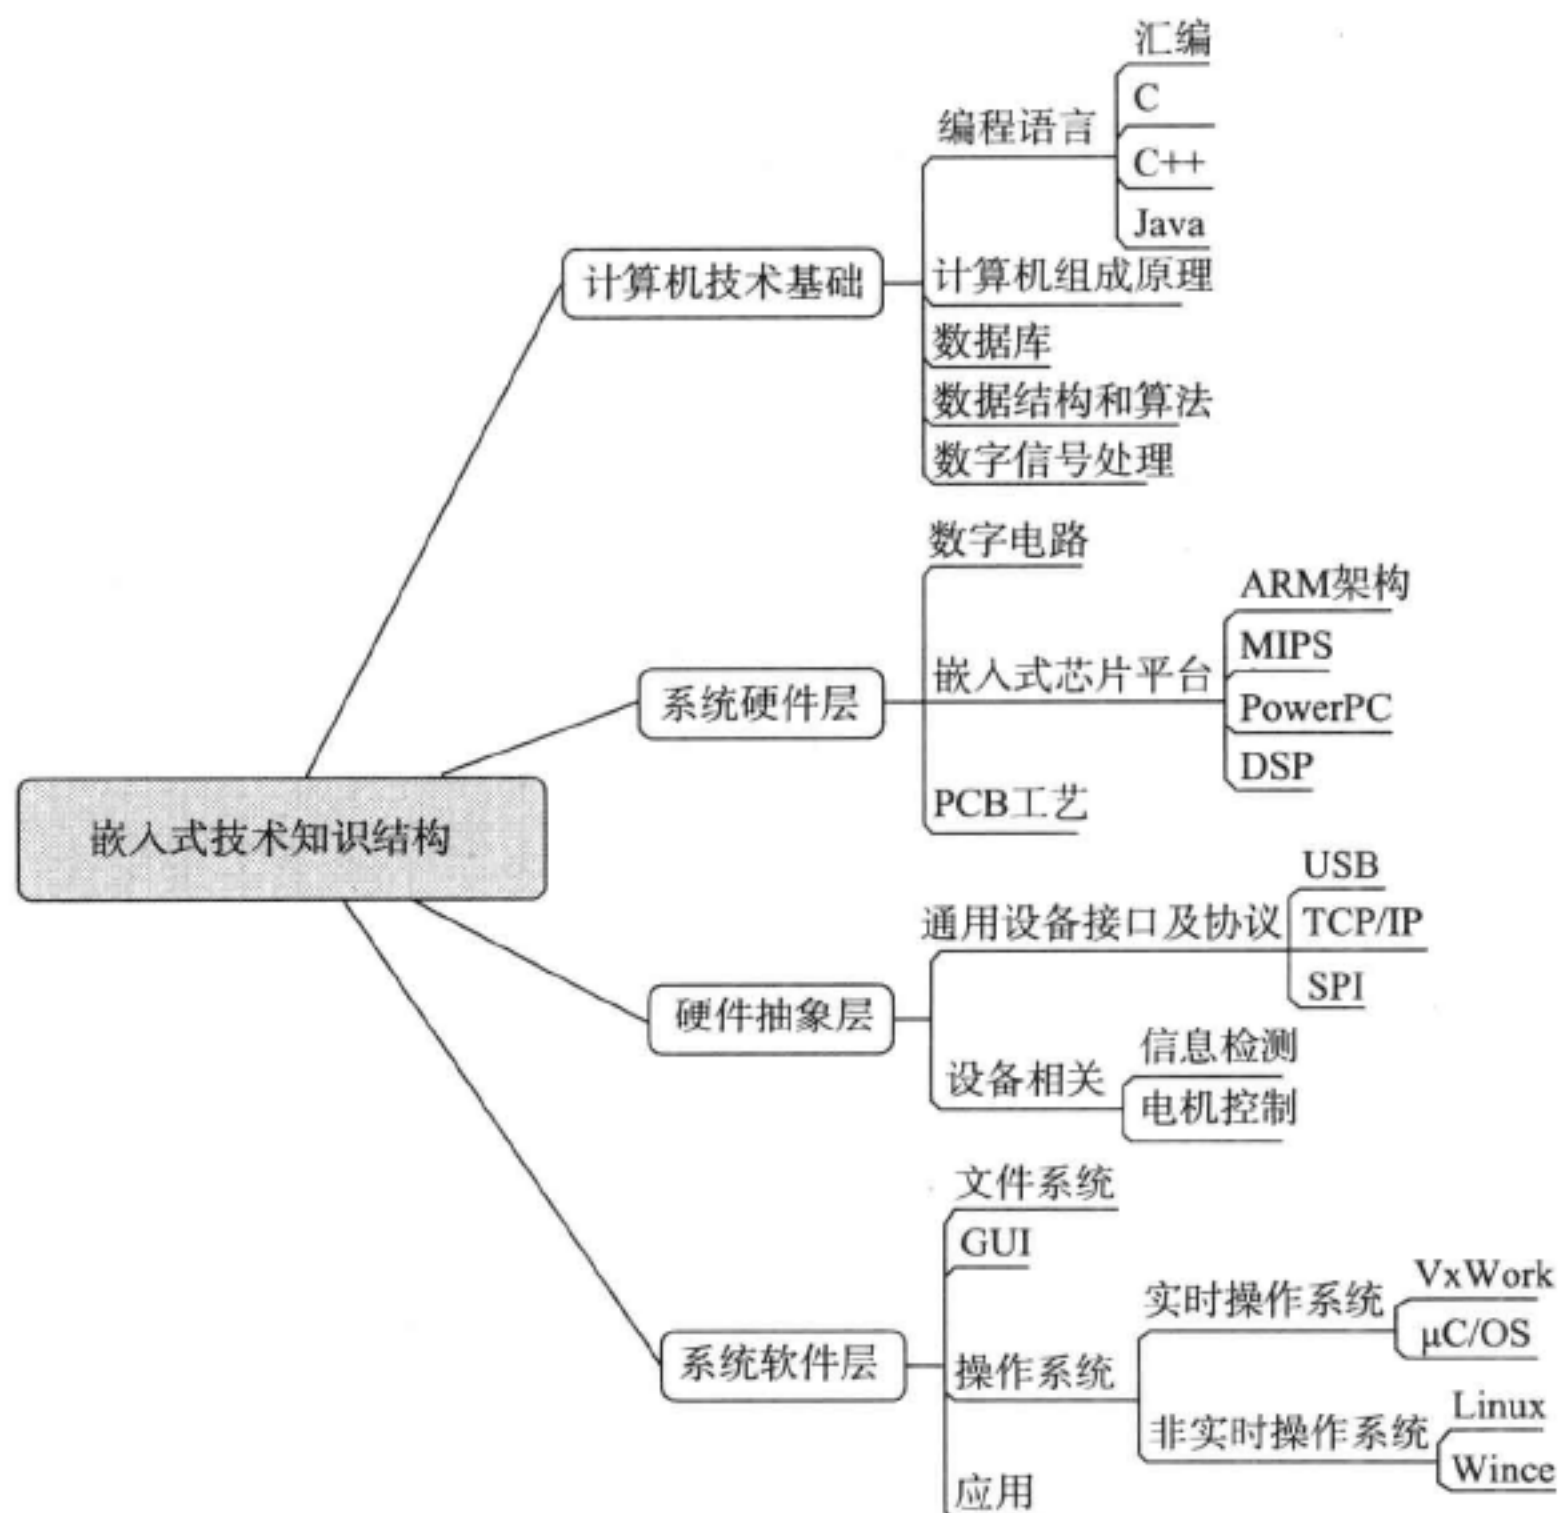 嵌入式技术知识结构
计算机技术基础
编程语言
汇编
C
C++
Java
计算机组成原理
数据库
数据结构和算法
数字信号处理
系统硬件层
数字电路
嵌入式芯片平台
ARM架构
MIPS
PowerPC
DSP
PCB工艺
硬件抽象层
通用设备接口及协议
USB
TCP/IP
SPI
设备相关
信息检测
电机控制
系统软件层
文件系统
GUI
操作系统
实时操作系统
VxWork
μC/OS
非实时操作系统
Linux
Wince
应用